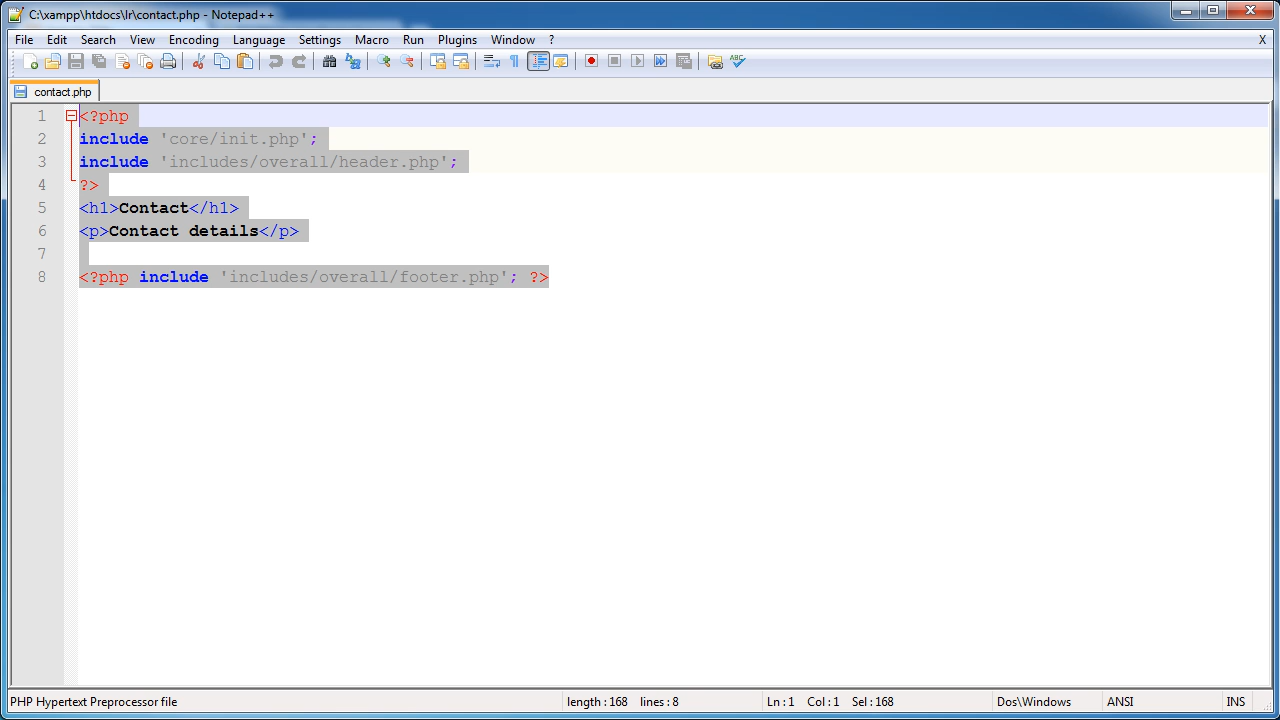 C:\xampp\htdocs\lr\contact.php - Notepad++
File Edit Search View Encoding Language Settings Macro Run Plugins Window ? X
contact.php
1 <?php
2 include 'core/init.php';
3 include 'includes/overall/header.php';
4 ?>
5 <h1>Contact</h1>
6 <p>Contact details</p>
7
8 <?php include 'includes/overall/footer.php'; ?>
PHP Hypertext Preprocessor file length : 168 lines : 8 Ln : 1 Col : 1 Sel : 168 Dos\Windows ANSI INS